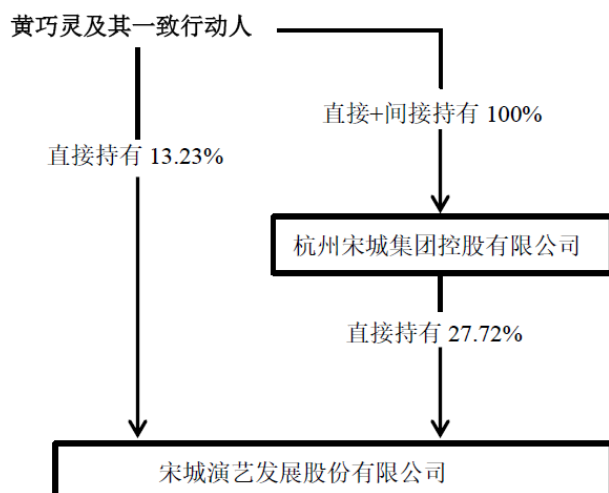 黄巧灵及其一致行动人
直接+间接持有 100%
直接持有 13.23%
杭州宋城集团控股有限公司
直接持有 27.72%
宋城演艺发展股份有限公司